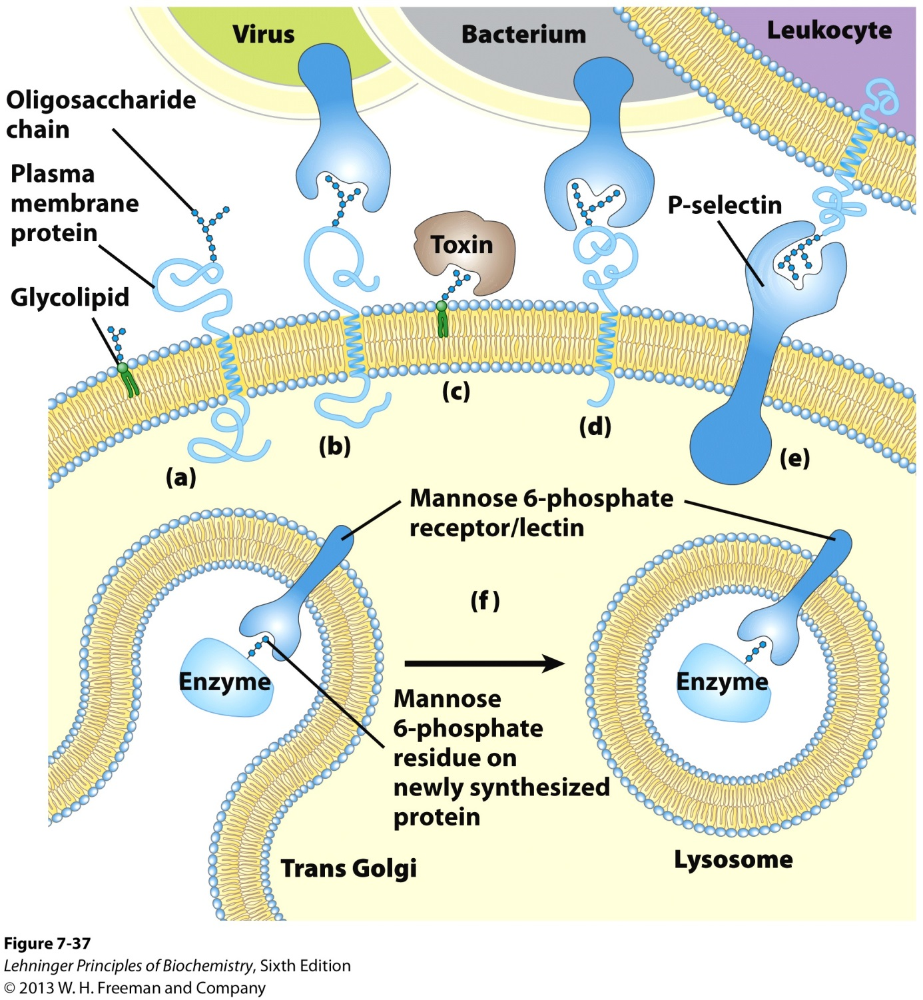 Virus
Bacterium
Leukocyte
Oligosaccharide
chain
Plasma
membrane
protein
Glycolipid
Toxin
P-selectin
(a)
(b)
(c)
(d)
(e)
Mannose 6-phosphate
receptor/lectin
(f)
Enzyme
Enzyme
Mannose
6-phosphate
residue on
newly synthesized
protein
Trans Golgi
Lysosome
Figure 7-37
Lehninger Principles of Biochemistry, Sixth Edition
© 2013 W. H. Freeman and Company